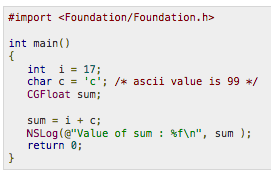 #import <Foundation/Foundation.h>
int main()
{
int i = 17;
char c = 'c'; /* ascii value is 99 */
CGFloat sum;
sum = i + c;
NSLog(@"Value of sum : %f\n", sum );
return 0;
}